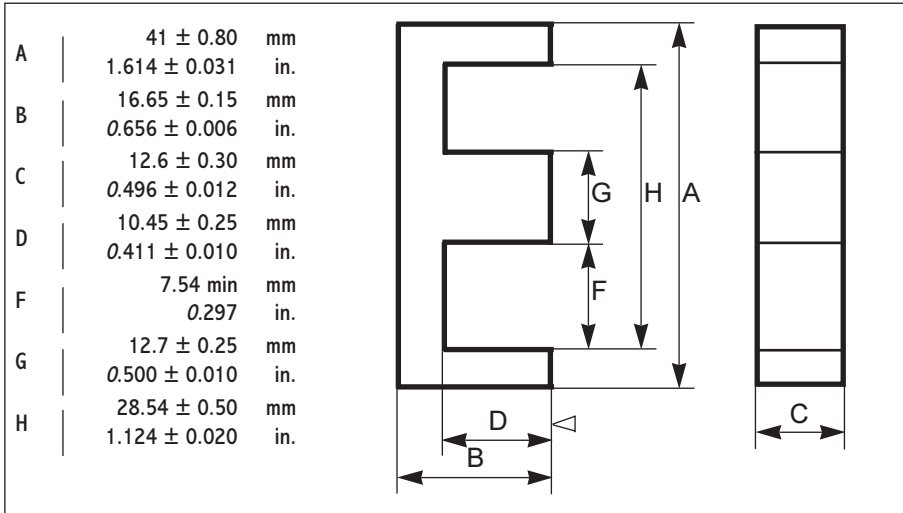 A 41 ± 0.80 mm
1.614 ± 0.031 in.
B 16.65 ± 0.15 mm
0.656 ± 0.006 in.
C 12.6 ± 0.30 mm
0.496 ± 0.012 in.
D 10.45 ± 0.25 mm
0.411 ± 0.010 in.
F 7.54 min mm
0.297 in.
G 12.7 ± 0.25 mm
0.500 ± 0.010 in.
H 28.54 ± 0.50 mm
1.124 ± 0.020 in.
G H A
F
D
B
C